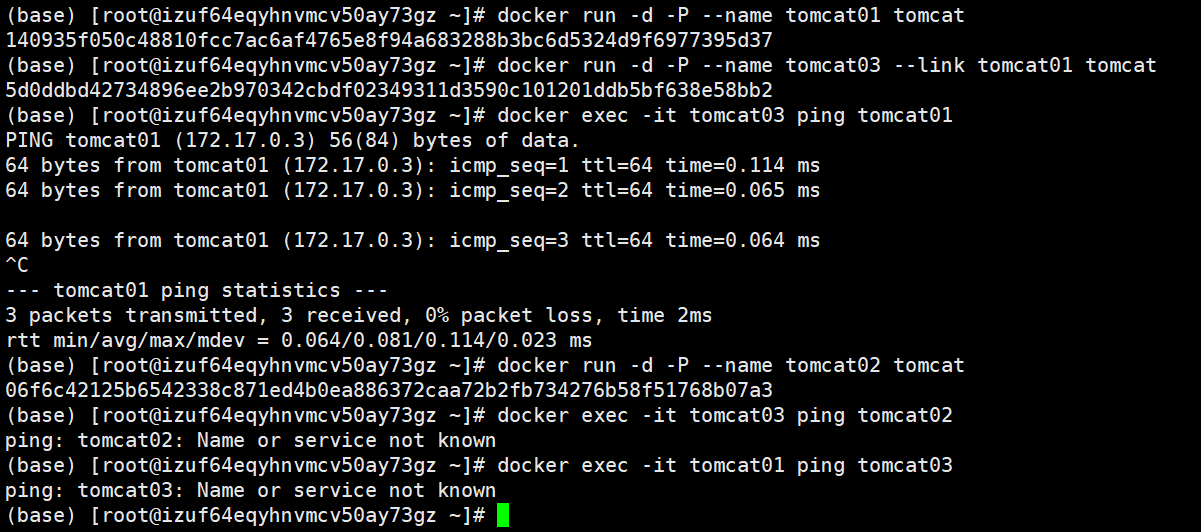 (base) [root@izuf64eqyhnvmcv50ay73gz ~]# docker run -d -P --name tomcat01 tomcat
140935f050c48810fcc7ac6af4765e8f94a683288b3bc6d5324d9f6977395d37
(base) [root@izuf64eqyhnvmcv50ay73gz ~]# docker run -d -P --name tomcat03 --link tomcat01 tomcat
5d0ddbd42734896ee2b970342cbdf02349311d3590c101201ddb5bf638e58bb2
(base) [root@izuf64eqyhnvmcv50ay73gz ~]# docker exec -it tomcat03 ping tomcat01
PING tomcat01 (172.17.0.3) 56(84) bytes of data.
64 bytes from tomcat01 (172.17.0.3): icmp_seq=1 ttl=64 time=0.114 ms
64 bytes from tomcat01 (172.17.0.3): icmp_seq=2 ttl=64 time=0.065 ms
64 bytes from tomcat01 (172.17.0.3): icmp_seq=3 ttl=64 time=0.064 ms
^C
--- tomcat01 ping statistics ---
3 packets transmitted, 3 received, 0% packet loss, time 2ms
rtt min/avg/max/mdev = 0.064/0.081/0.114/0.023 ms
(base) [root@izuf64eqyhnvmcv50ay73gz ~]# docker run -d -P --name tomcat02 tomcat
06f6c42125b6542338c871ed4b0ea886372caa72b2fb734276b58f51768b07a3
(base) [root@izuf64eqyhnvmcv50ay73gz ~]# docker exec -it tomcat03 ping tomcat02
ping: tomcat02: Name or service not known
(base) [root@izuf64eqyhnvmcv50ay73gz ~]# docker exec -it tomcat01 ping tomcat03
ping: tomcat03: Name or service not known
(base) [root@izuf64eqyhnvmcv50ay73gz ~]#